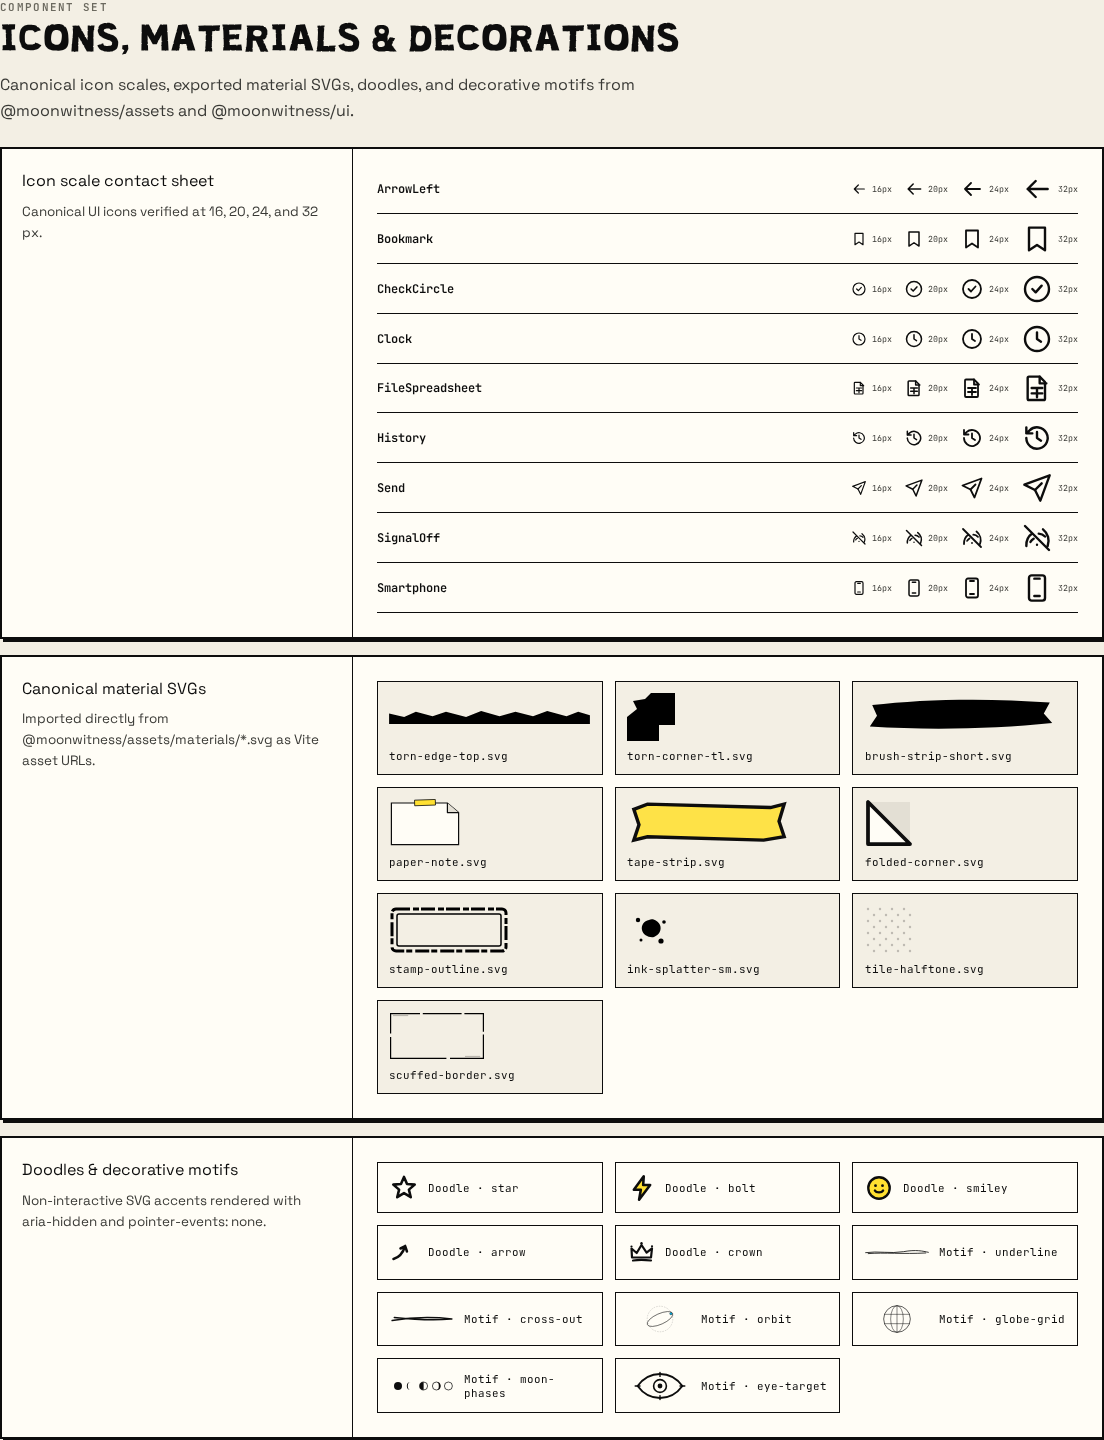 COMPONENT SET
ICONS, MATERIALS & DECORATIONS
Canonical icon scales, exported material SVGs, doodles, and decorative motifs from
@moonwitness/assets and @moonwitness/ui.
Icon scale contact sheet
Canonical UI icons verified at 16, 20, 24, and 32
px.
ArrowLeft 16px 20px 24px 32px
Bookmark 16px 20px 24px 32px
CheckCircle 16px 20px 24px 32px
Clock 16px 20px 24px 32px
FileSpreadsheet 16px 20px 24px 32px
History 16px 20px 24px 32px
Send 16px 20px 24px 32px
SignalOff 16px 20px 24px 32px
Smartphone 16px 20px 24px 32px
Canonical material SVGs
Imported directly from
@moonwitness/assets/materials/*.svg as Vite
asset URLs.
torn-edge-top.svg
torn-corner-tl.svg
brush-strip-short.svg
paper-note.svg
tape-strip.svg
folded-corner.svg
stamp-outline.svg
ink-splatter-sm.svg
tile-halftone.svg
scuffed-border.svg
Doodles & decorative motifs
Non-interactive SVG accents rendered with
aria-hidden and pointer-events: none.
Doodle · star
Doodle · bolt
Doodle · smiley
Doodle · arrow
Doodle · crown
Motif · underline
Motif · cross-out
Motif · orbit
Motif · globe-grid
Motif · moon-
phases
Motif · eye-target